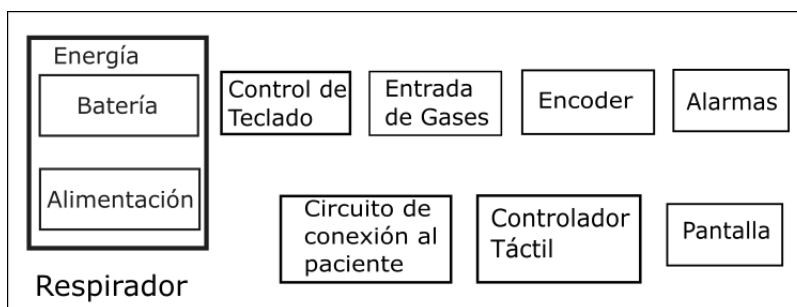 Energía
Batería
Alimentación
Control de
Teclado
Entrada
de Gases
Encoder
Alarmas
Circuito de
conexión al
paciente
Controlador
Táctil
Pantalla
Respirador